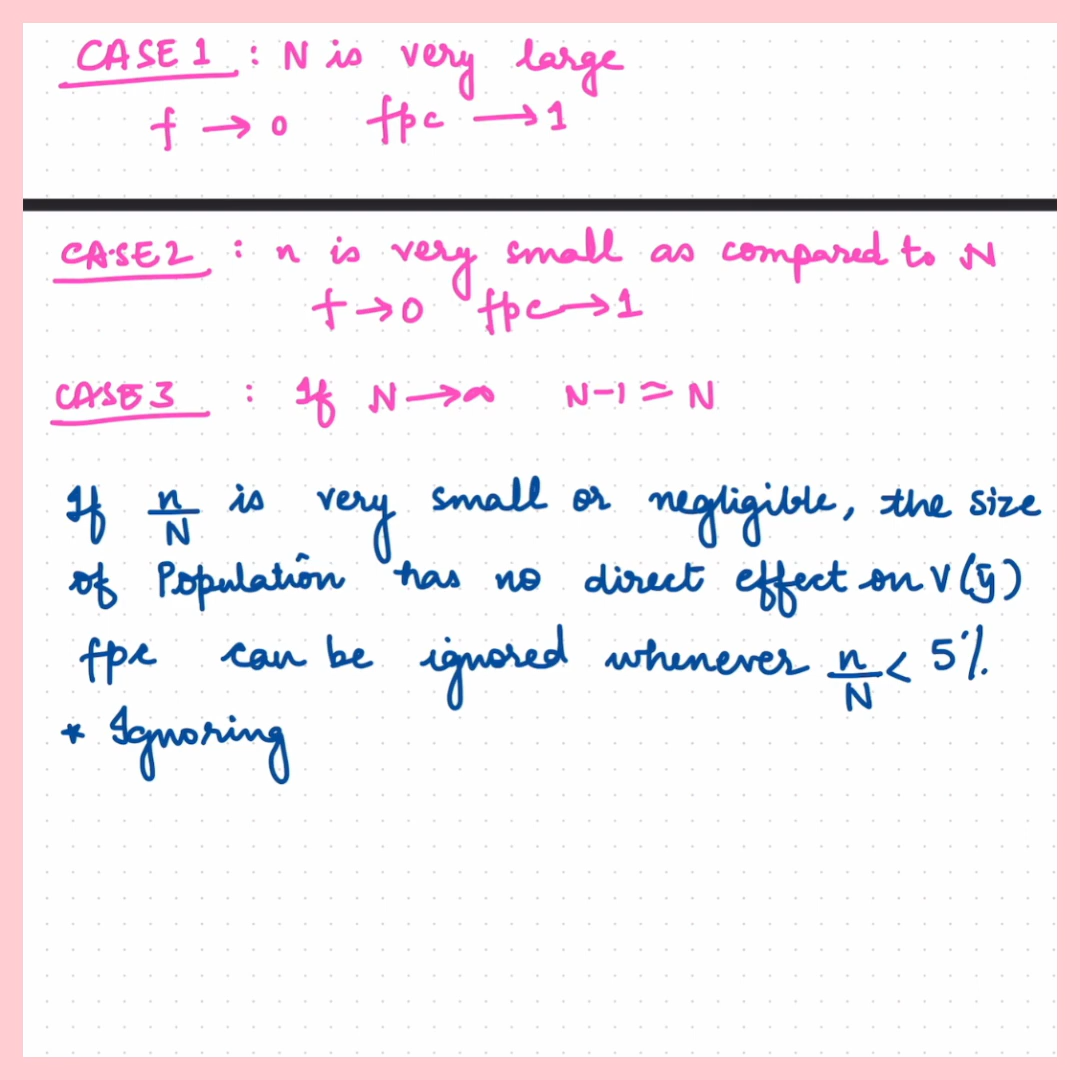 CASE 1 : N is very large
f → 0 fpc → 1
CASE 2 : n is very small as compared to N
f → 0 fpc → 1
CASE 3 : If N → ∞ N-1 ≃ N
If n/N is very small or negligible, the size
of Population has no direct effect on V(ȳ)
fpc can be ignored whenever n/N < 5%.
* Ignoring